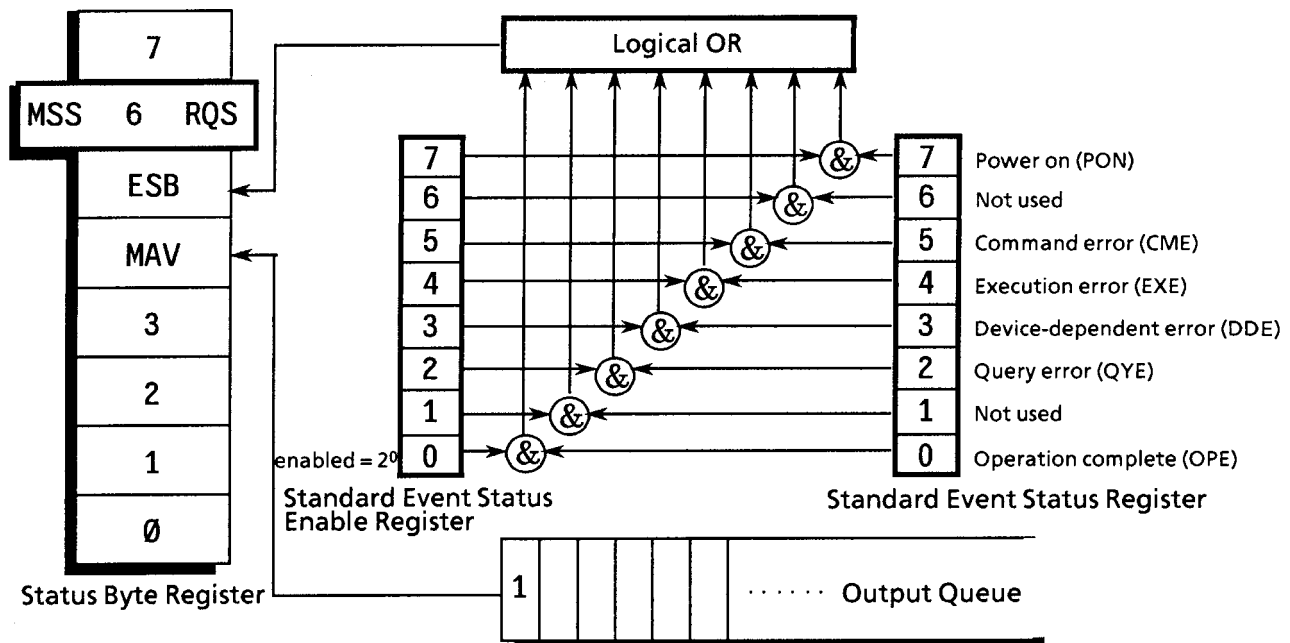 7
MSS 6 RQS
ESB
MAV
3
2
1
Ø
Status Byte Register
Logical OR
7
6
5
4
3
2
1
enabled = 2⁰ 0
Standard Event Status
Enable Register
&
&
&
&
&
&
&
&
7 Power on (PON)
6 Not used
5 Command error (CME)
4 Execution error (EXE)
3 Device-dependent error (DDE)
2 Query error (QYE)
1 Not used
0 Operation complete (OPE)
Standard Event Status Register
1 ...... Output Queue